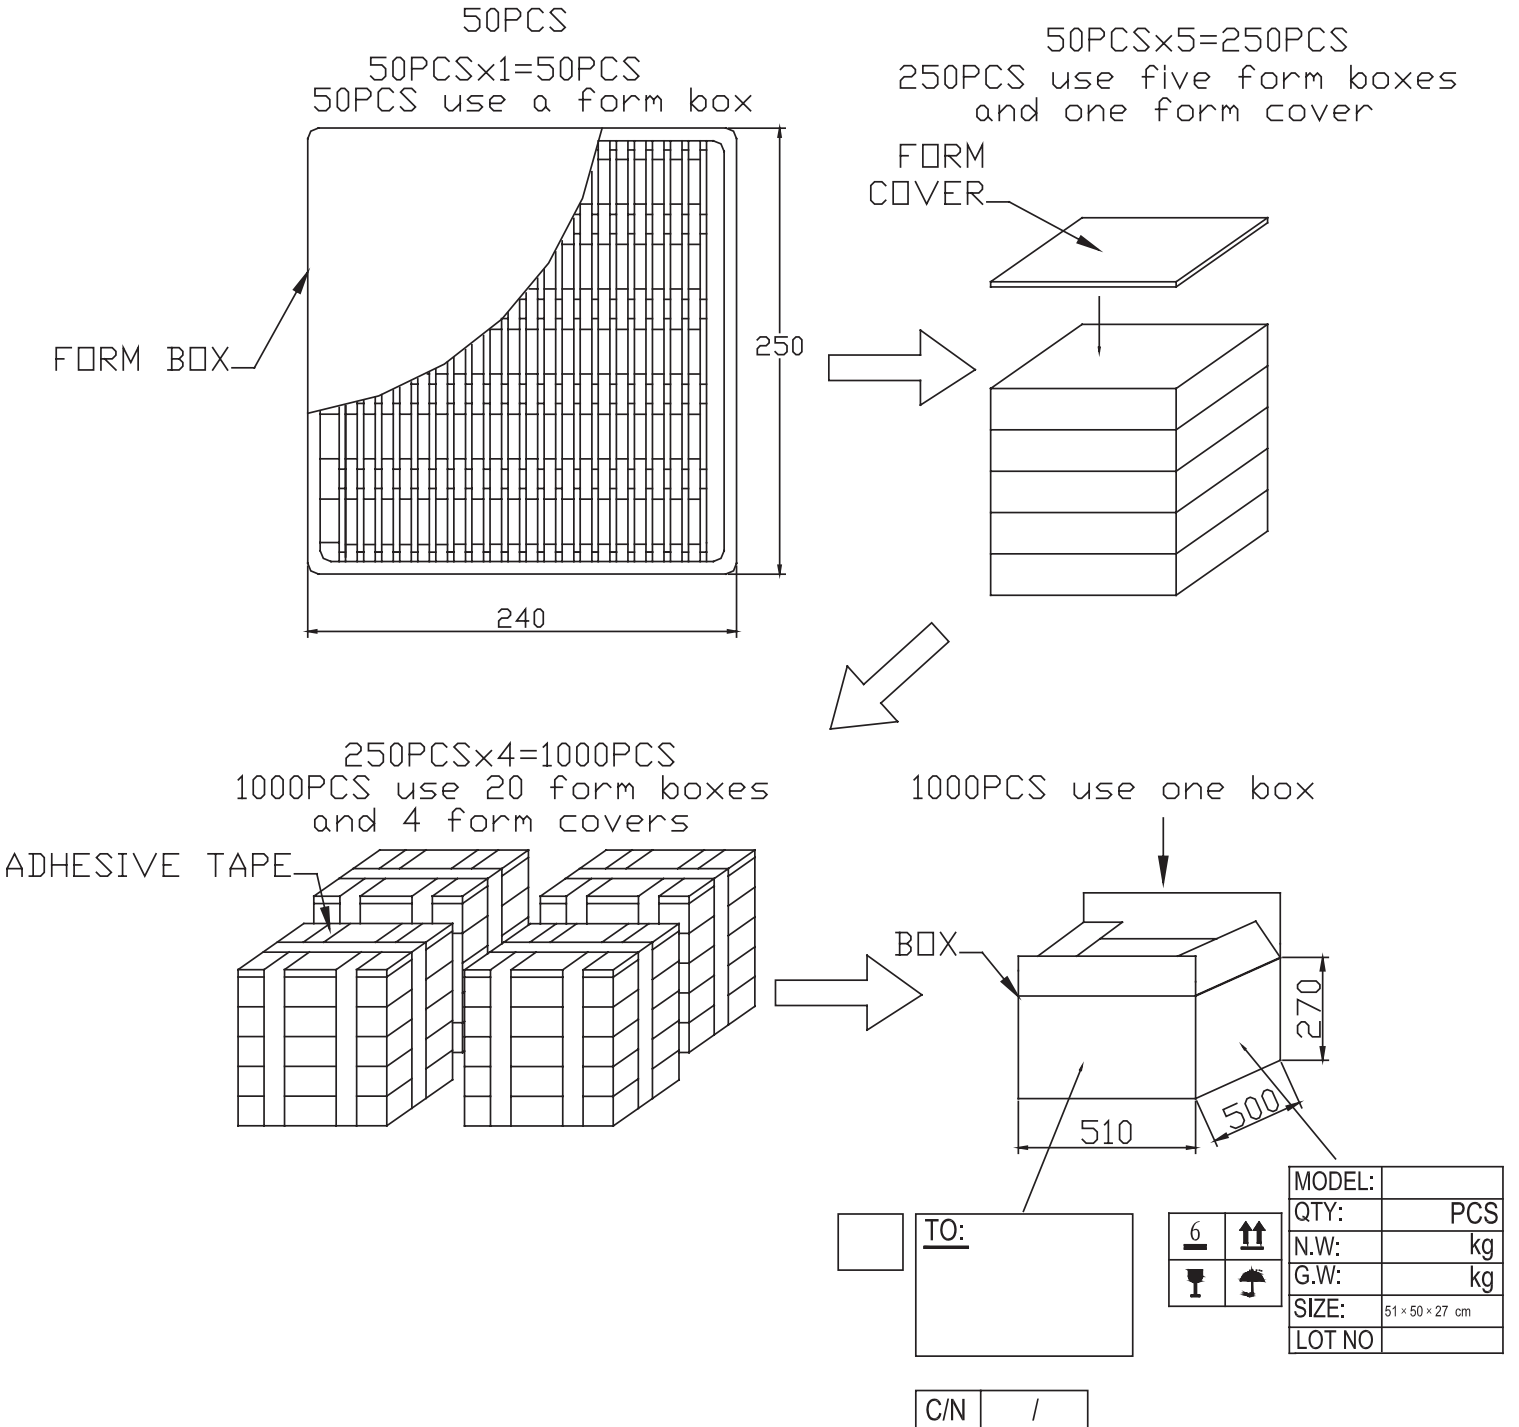 50PCS
50PCSx1=50PCS
50PCS use a form box
FORM BOX
250
240
50PCSx5=250PCS
250PCS use five form boxes
and one form cover
FORM
COVER
250PCSx4=1000PCS
1000PCS use 20 form boxes
and 4 form covers
ADHESIVE TAPE
1000PCS use one box
BOX
270
500
510
TO:
6
MODEL:
QTY: PCS
N.W: kg
G.W: kg
SIZE: 51×50×27 cm
LOT NO
C/N /